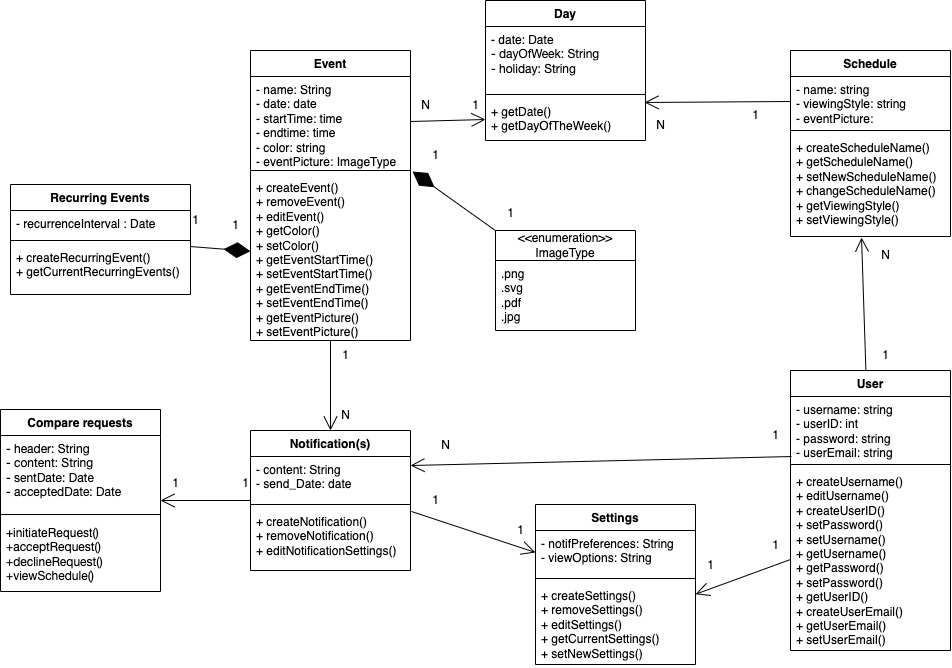 Day
- date: Date
- dayOfWeek: String
- holiday: String
+ getDate()
+ getDayOfTheWeek()
Event
- name: String
- date: date
- startTime: time
- endtime: time
- color: string
- eventPicture: ImageType
+ createEvent()
+ removeEvent()
+ editEvent()
+ getColor()
+ setColor()
+ getEventStartTime()
+ setEventStartTime()
+ getEventEndTime()
+ setEventEndTime()
+ getEventPicture()
+ setEventPicture()
N
1
1
1
Schedule
- name: string
- viewingStyle: string
- eventPicture:
+ createScheduleName()
+ getScheduleName()
+ setNewScheduleName()
+ changeScheduleName()
+ getViewingStyle()
+ setViewingStyle()
N
1
Recurring Events
- recurrenceInterval : Date
+ createRecurringEvent()
+ getCurrentRecurringEvents()
1
1
<<enumeration>>
ImageType
.png
.svg
.pdf
.jpg
N
1
1
N
User
- username: string
- userID: int
- password: string
- userEmail: string
+ createUsername()
+ editUsername()
+ createUserID()
+ setPassword()
+ setUsername()
+ getUsername()
+ getPassword()
+ setPassword()
+ getUserID()
+ createUserEmail()
+ getUserEmail()
+ setUserEmail()
Compare requests
- header: String
- content: String
- sentDate: Date
- acceptedDate: Date
+initiateRequest()
+acceptRequest()
+declineRequest()
+viewSchedule()
1
1
Notification(s)
- content: String
- send_Date: date
+ createNotification()
+ removeNotification()
+ editNotificationSettings()
N
1
1
1
Settings
- notifPreferences: String
- viewOptions: String
+ createSettings()
+ removeSettings()
+ editSettings()
+ getCurrentSettings()
+ setNewSettings()
1
1